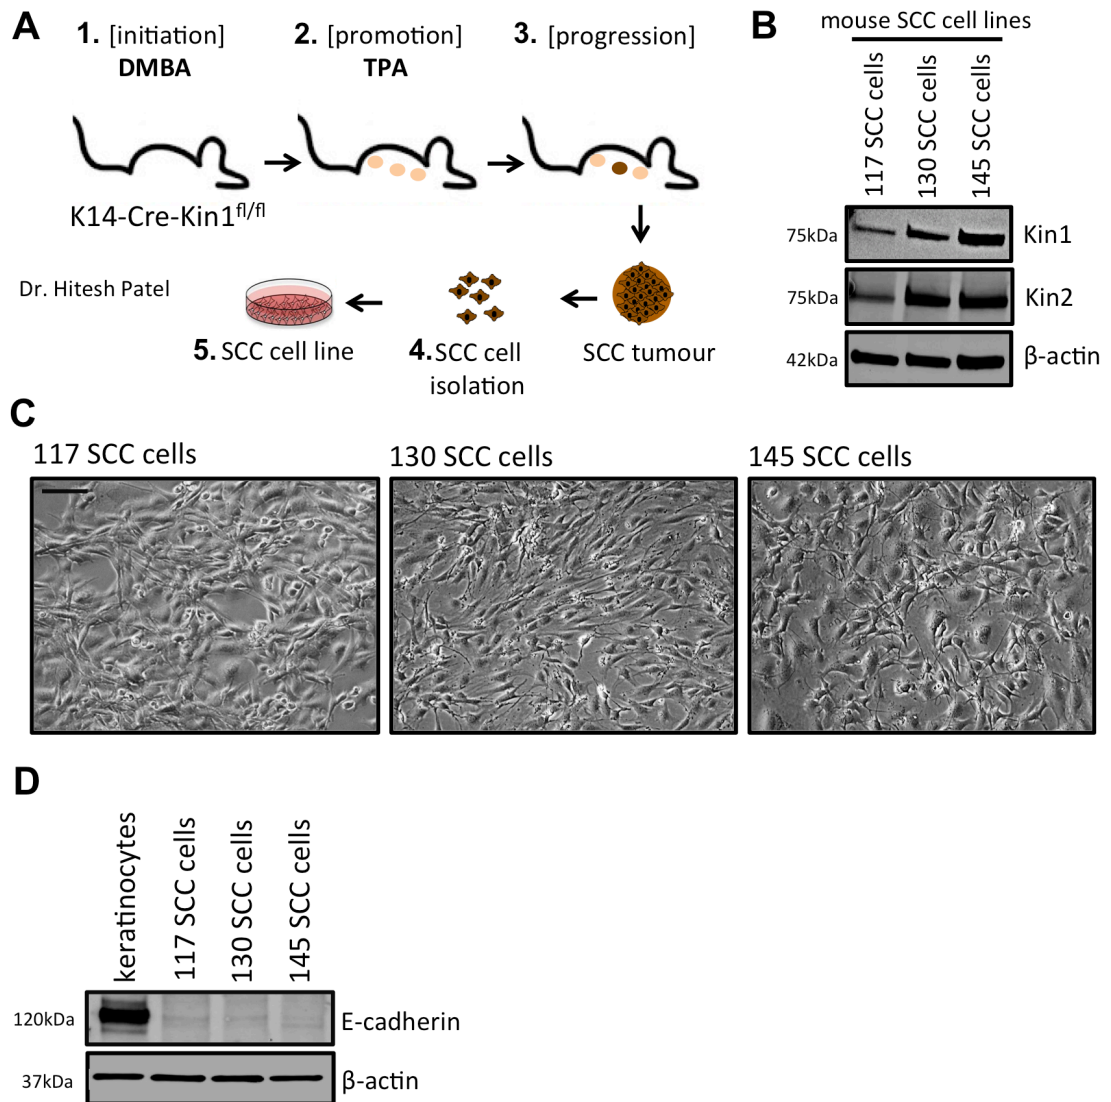 A
1. [initiation]
DMBA
2. [promotion]
TPA
3. [progression]
K14-Cre-Kin1fl/fl
Dr. Hitesh Patel
5. SCC cell line
4. SCC cell
isolation
SCC tumour
B
mouse SCC cell lines
117 SCC cells
130 SCC cells
145 SCC cells
75kDa
Kin1
75kDa
Kin2
42kDa
β-actin
C
117 SCC cells
130 SCC cells
145 SCC cells
D
keratinocytes
117 SCC cells
130 SCC cells
145 SCC cells
120kDa
E-cadherin
37kDa
β-actin